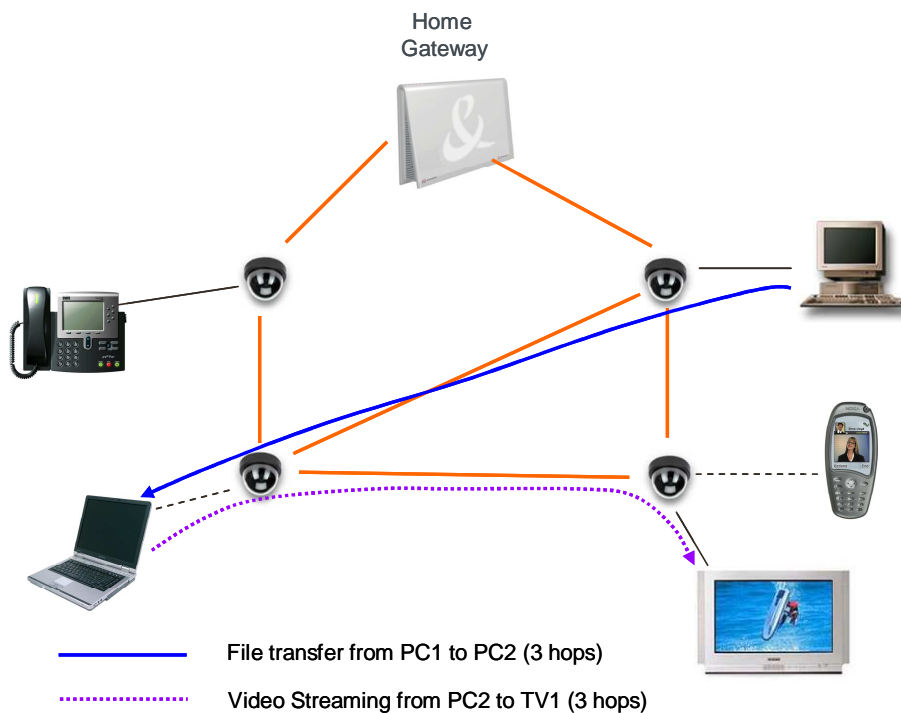 Home
Gateway
&
File transfer from PC1 to PC2 (3 hops)
Video Streaming from PC2 to TV1 (3 hops)